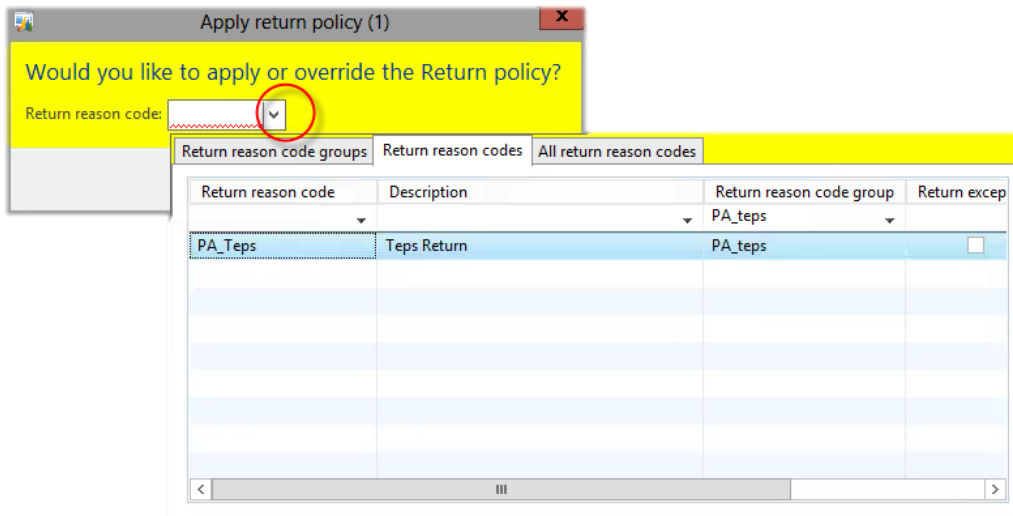 Apply return policy (1)
x
Would you like to apply or override the Return policy?
Return reason code:
Return reason code groups Return reason codes All return reason codes
Return reason code Description Return reason code group Return excep
PA_teps
PA_Teps Teps Return PA_teps